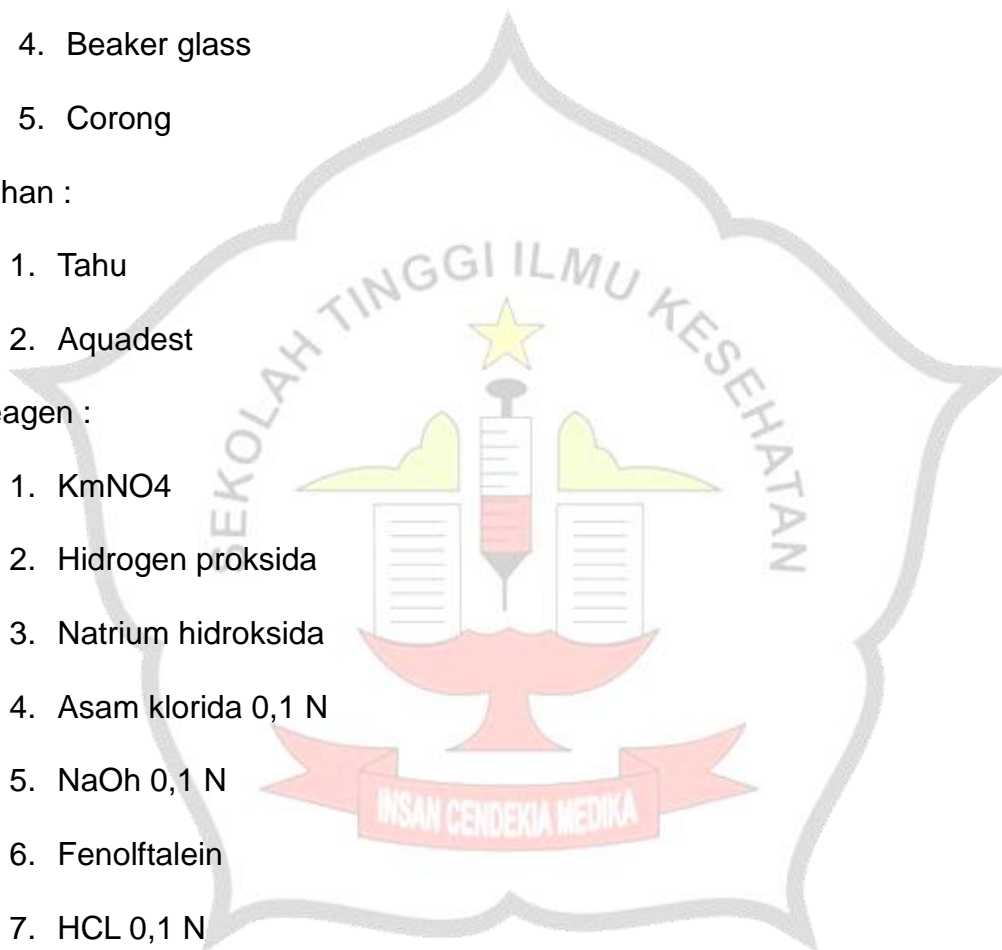 4. Beaker glass
5. Corong
han :
1. Tahu
2. Aquadest
eagen :
1. KmNO4
2. Hidrogen proksida
3. Natrium hidroksida
4. Asam klorida 0,1 N
5. NaOh 0,1 N
6. Fenolftalein
7. HCL 0,1 N
SEKOLAH TINGGI ILMU KESEHATAN
INSAN CENDEKIA MEDIKA